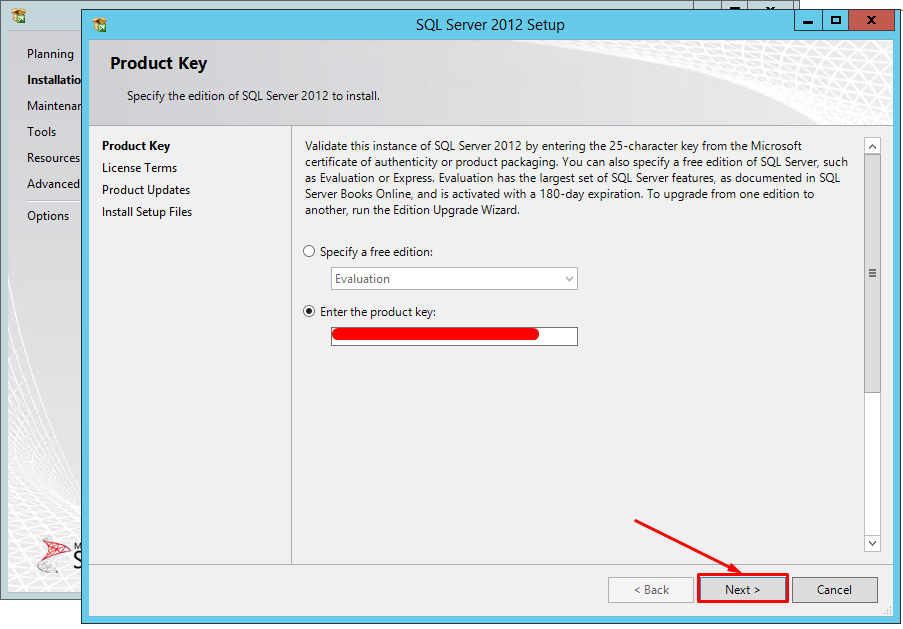 SQL Server 2012 Setup
Planning
Installatio
Maintenan
Tools
Resources
Advanced
Options
Product Key
Specify the edition of SQL Server 2012 to install.
Product Key
License Terms
Product Updates
Install Setup Files
Validate this instance of SQL Server 2012 by entering the 25-character key from the Microsoft
certificate of authenticity or product packaging. You can also specify a free edition of SQL Server, such
as Evaluation or Express. Evaluation has the largest set of SQL Server features, as documented in SQL
Server Books Online, and is activated with a 180-day expiration. To upgrade from one edition to
another, run the Edition Upgrade Wizard.
Specify a free edition:
Evaluation
Enter the product key:
< Back
Next >
Cancel